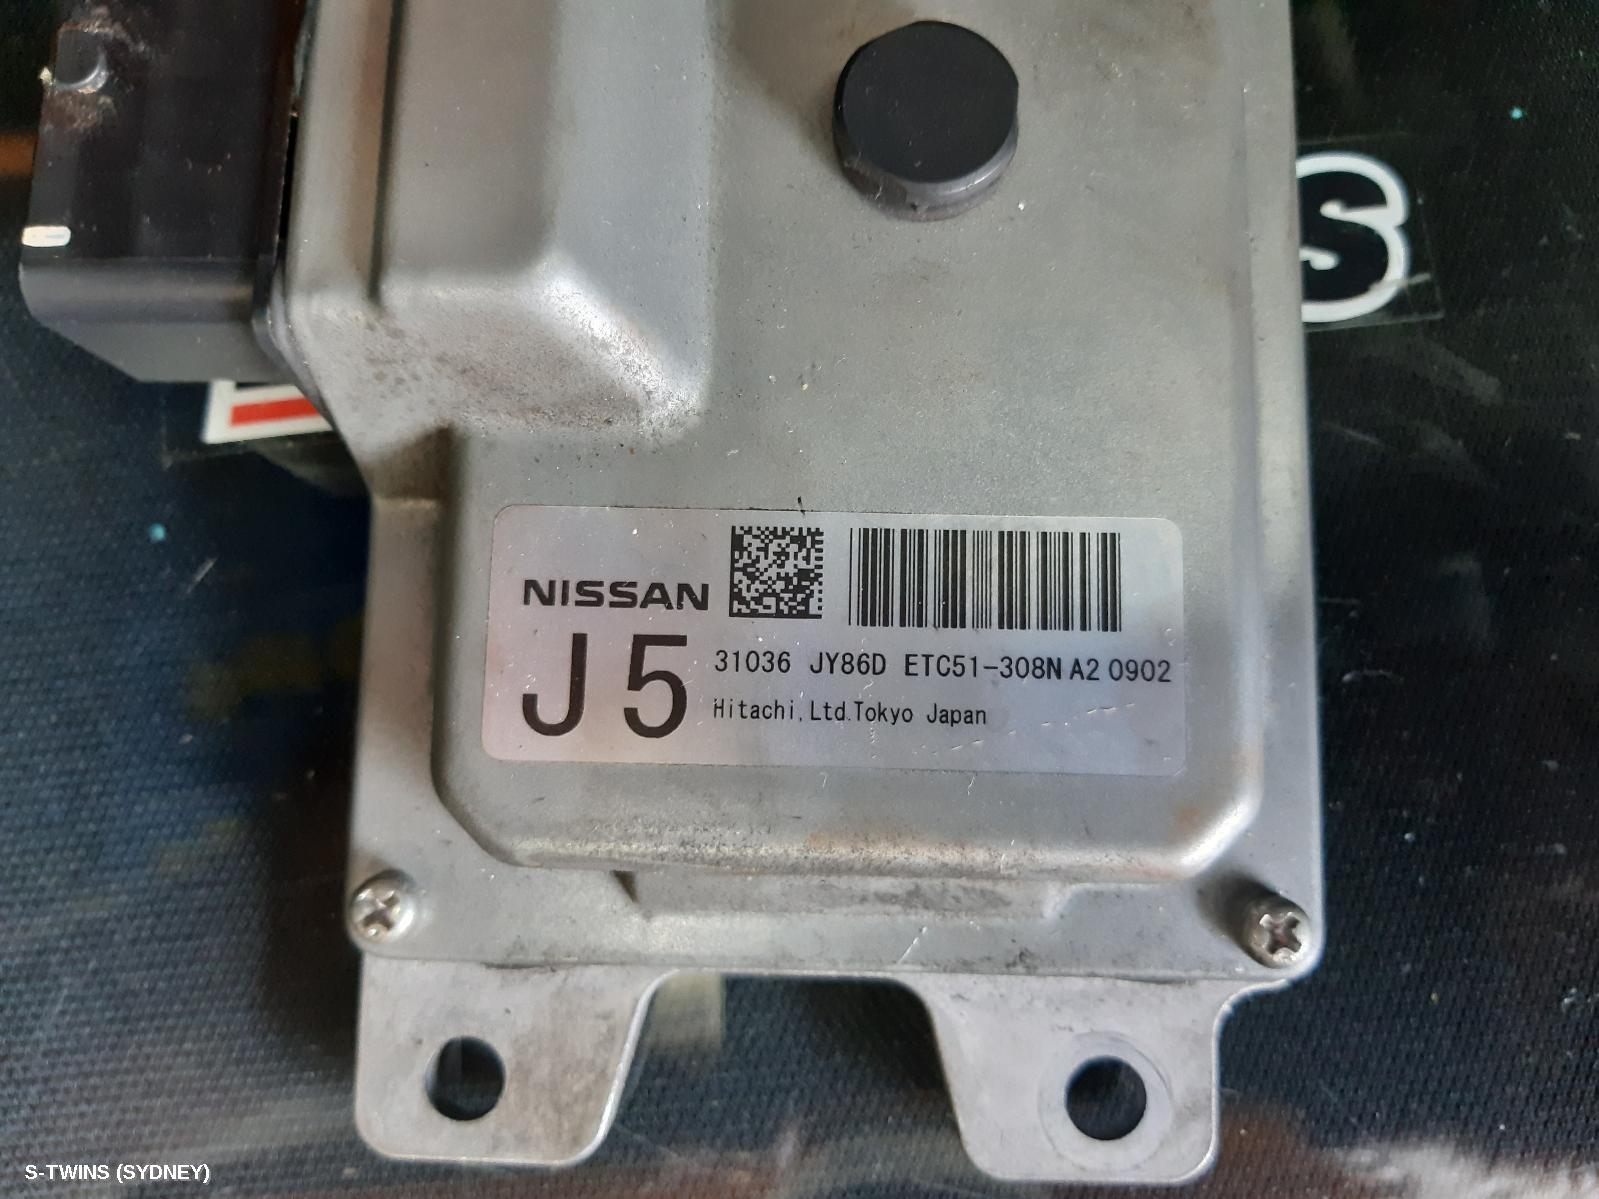 S
NISSAN
J5
31036 JY86D ETC51-308N A2 0902
Hitachi,Ltd.Tokyo Japan
S-TWINS (SYDNEY)